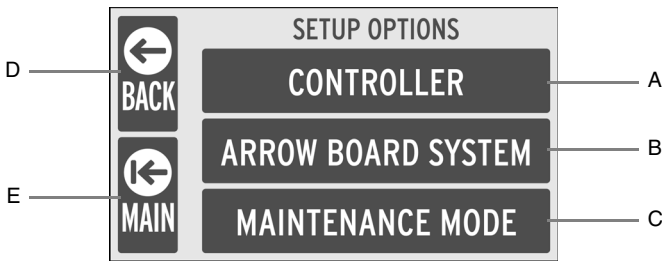 SETUP OPTIONS
D
BACK
CONTROLLER
A
ARROW BOARD SYSTEM
B
E
MAIN
MAINTENANCE MODE
C